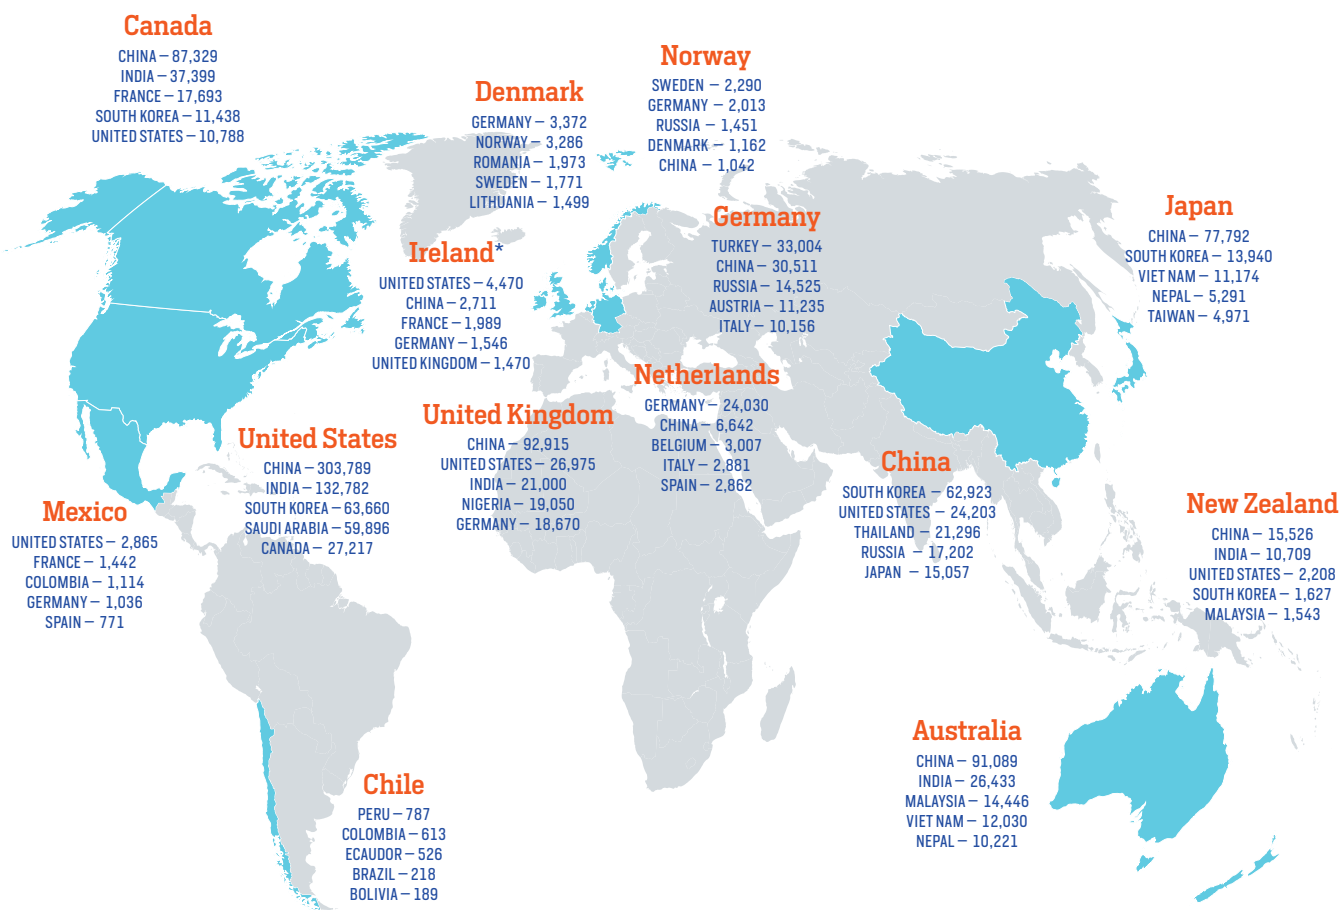 Canada
CHINA – 87,329
INDIA – 37,399
FRANCE – 17,693
SOUTH KOREA – 11,438
UNITED STATES – 10,788
Norway
SWEDEN – 2,290
GERMANY – 2,013
RUSSIA – 1,451
DENMARK – 1,162
CHINA – 1,042
Denmark
GERMANY – 3,372
NORWAY – 3,286
ROMANIA – 1,973
SWEDEN – 1,771
LITHUANIA – 1,499
Japan
CHINA – 77,792
SOUTH KOREA – 13,940
VIET NAM – 11,174
NEPAL – 5,291
TAIWAN – 4,971
Germany
TURKEY – 33,004
CHINA – 30,511
RUSSIA – 14,525
AUSTRIA – 11,235
ITALY – 10,156
Ireland*
UNITED STATES – 4,470
CHINA – 2,711
FRANCE – 1,989
GERMANY – 1,546
UNITED KINGDOM – 1,470
Netherlands
GERMANY – 24,030
CHINA – 6,642
BELGIUM – 3,007
ITALY – 2,881
SPAIN – 2,862
United Kingdom
CHINA – 92,915
UNITED STATES – 26,975
INDIA – 21,000
NIGERIA – 19,050
GERMANY – 18,670
United States
CHINA – 303,789
INDIA – 132,782
SOUTH KOREA – 63,660
SAUDI ARABIA – 59,896
CANADA – 27,217
China
SOUTH KOREA – 62,923
UNITED STATES – 24,203
THAILAND – 21,296
RUSSIA – 17,202
JAPAN – 15,057
Mexico
UNITED STATES – 2,865
FRANCE – 1,442
COLOMBIA – 1,114
GERMANY – 1,036
SPAIN – 771
New Zealand
CHINA – 15,526
INDIA – 10,709
UNITED STATES – 2,208
SOUTH KOREA – 1,627
MALAYSIA – 1,543
Australia
CHINA – 91,089
INDIA – 26,433
MALAYSIA – 14,446
VIET NAM – 12,030
NEPAL – 10,221
Chile
PERU – 787
COLOMBIA – 613
ECAUDOR – 526
BRAZIL – 218
BOLIVIA – 189